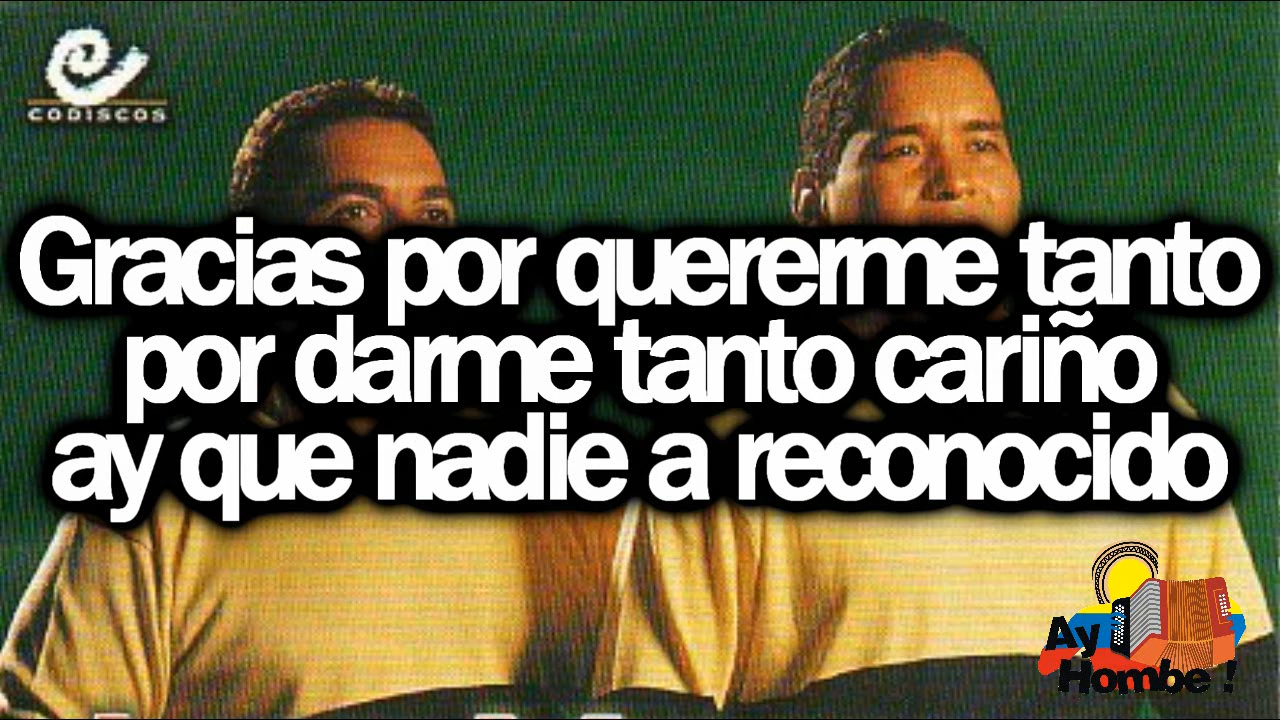 CODISCOS
Gracias por quererme tanto
por darme tanto cariño
ay que nadie a reconocido
Ay
Hombe !